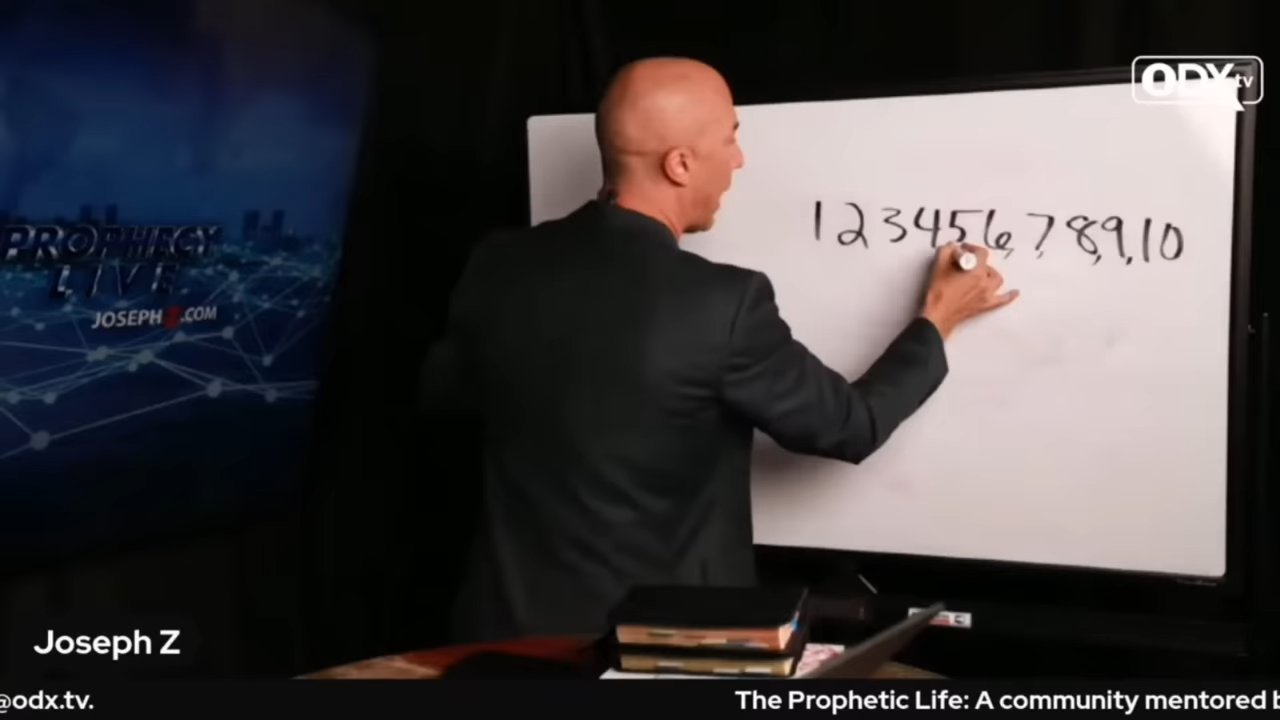 ODX.tv
1 2 3 4 5 6, 7, 8, 9, 10
PROPHECY
LIVE
JOSEPHZ.COM
Joseph Z
@odx.tv.
The Prophetic Life: A community mentored b